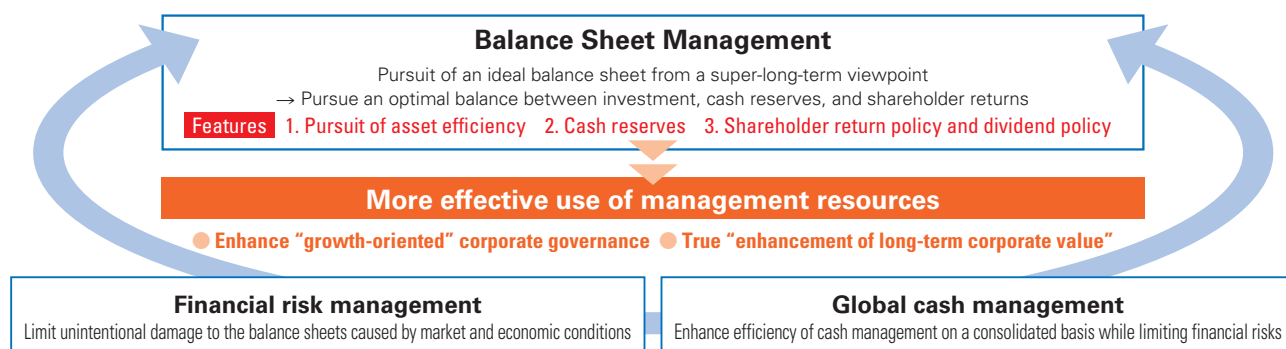 Balance Sheet Management
Pursuit of an ideal balance sheet from a super-long-term viewpoint
→ Pursue an optimal balance between investment, cash reserves, and shareholder returns
Features 1. Pursuit of asset efficiency 2. Cash reserves 3. Shareholder return policy and dividend policy
More effective use of management resources
● Enhance “growth-oriented” corporate governance ● True “enhancement of long-term corporate value”
Financial risk management
Limit unintentional damage to the balance sheets caused by market and economic conditions
Global cash management
Enhance efficiency of cash management on a consolidated basis while limiting financial risks